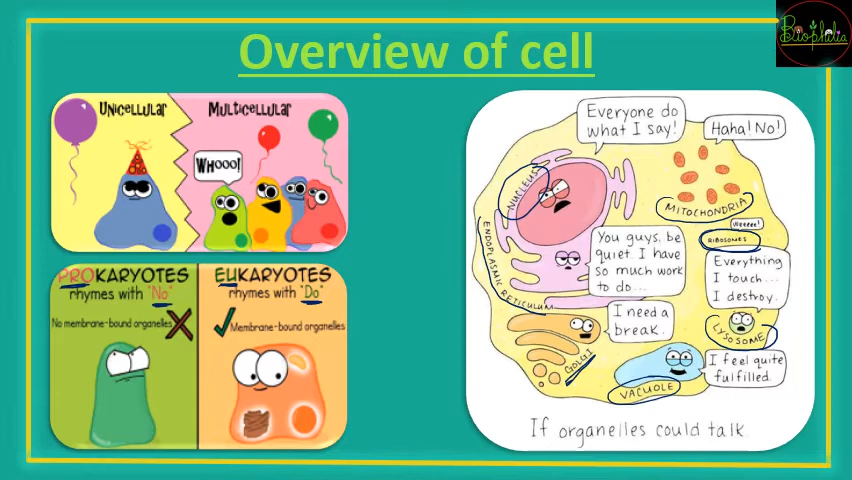 Overview of cell
Biophilia
UNICELLULAR
MULTICELLULAR
WHOOO!
PROKARYOTES
rhymes with "No"
No membrane-bound organelles
EUKARYOTES
rhymes with "Do"
Membrane-bound organelles
Everyone do
what I say!
Haha! No!
NUCLEUS
MITOCHONDRIA
Weeeee!
RIBOSOMES
ENDOPLASMIC RETICULUM
You guys, be
quiet. I have
so much work
to do...
Everything
I touch...
I destroy.
LYSOSOME
I need a
break.
GOLGI
I feel quite
fulfilled.
VACUOLE
If organelles could talk